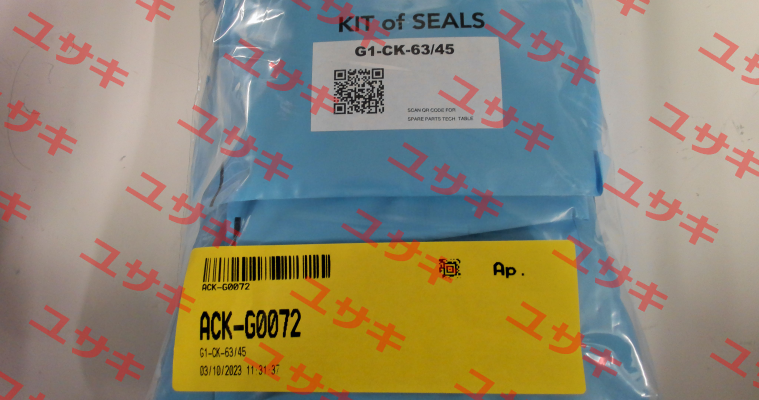 KIT of SEALS
G1-CK-63/45
SCAN QR CODE FOR
SPARE PARTS TECH. TABLE
ACK-G0072
Ap.
ACK-G0072
G1-CK-63/45
03/10/2023 11:31:37
ユサキ